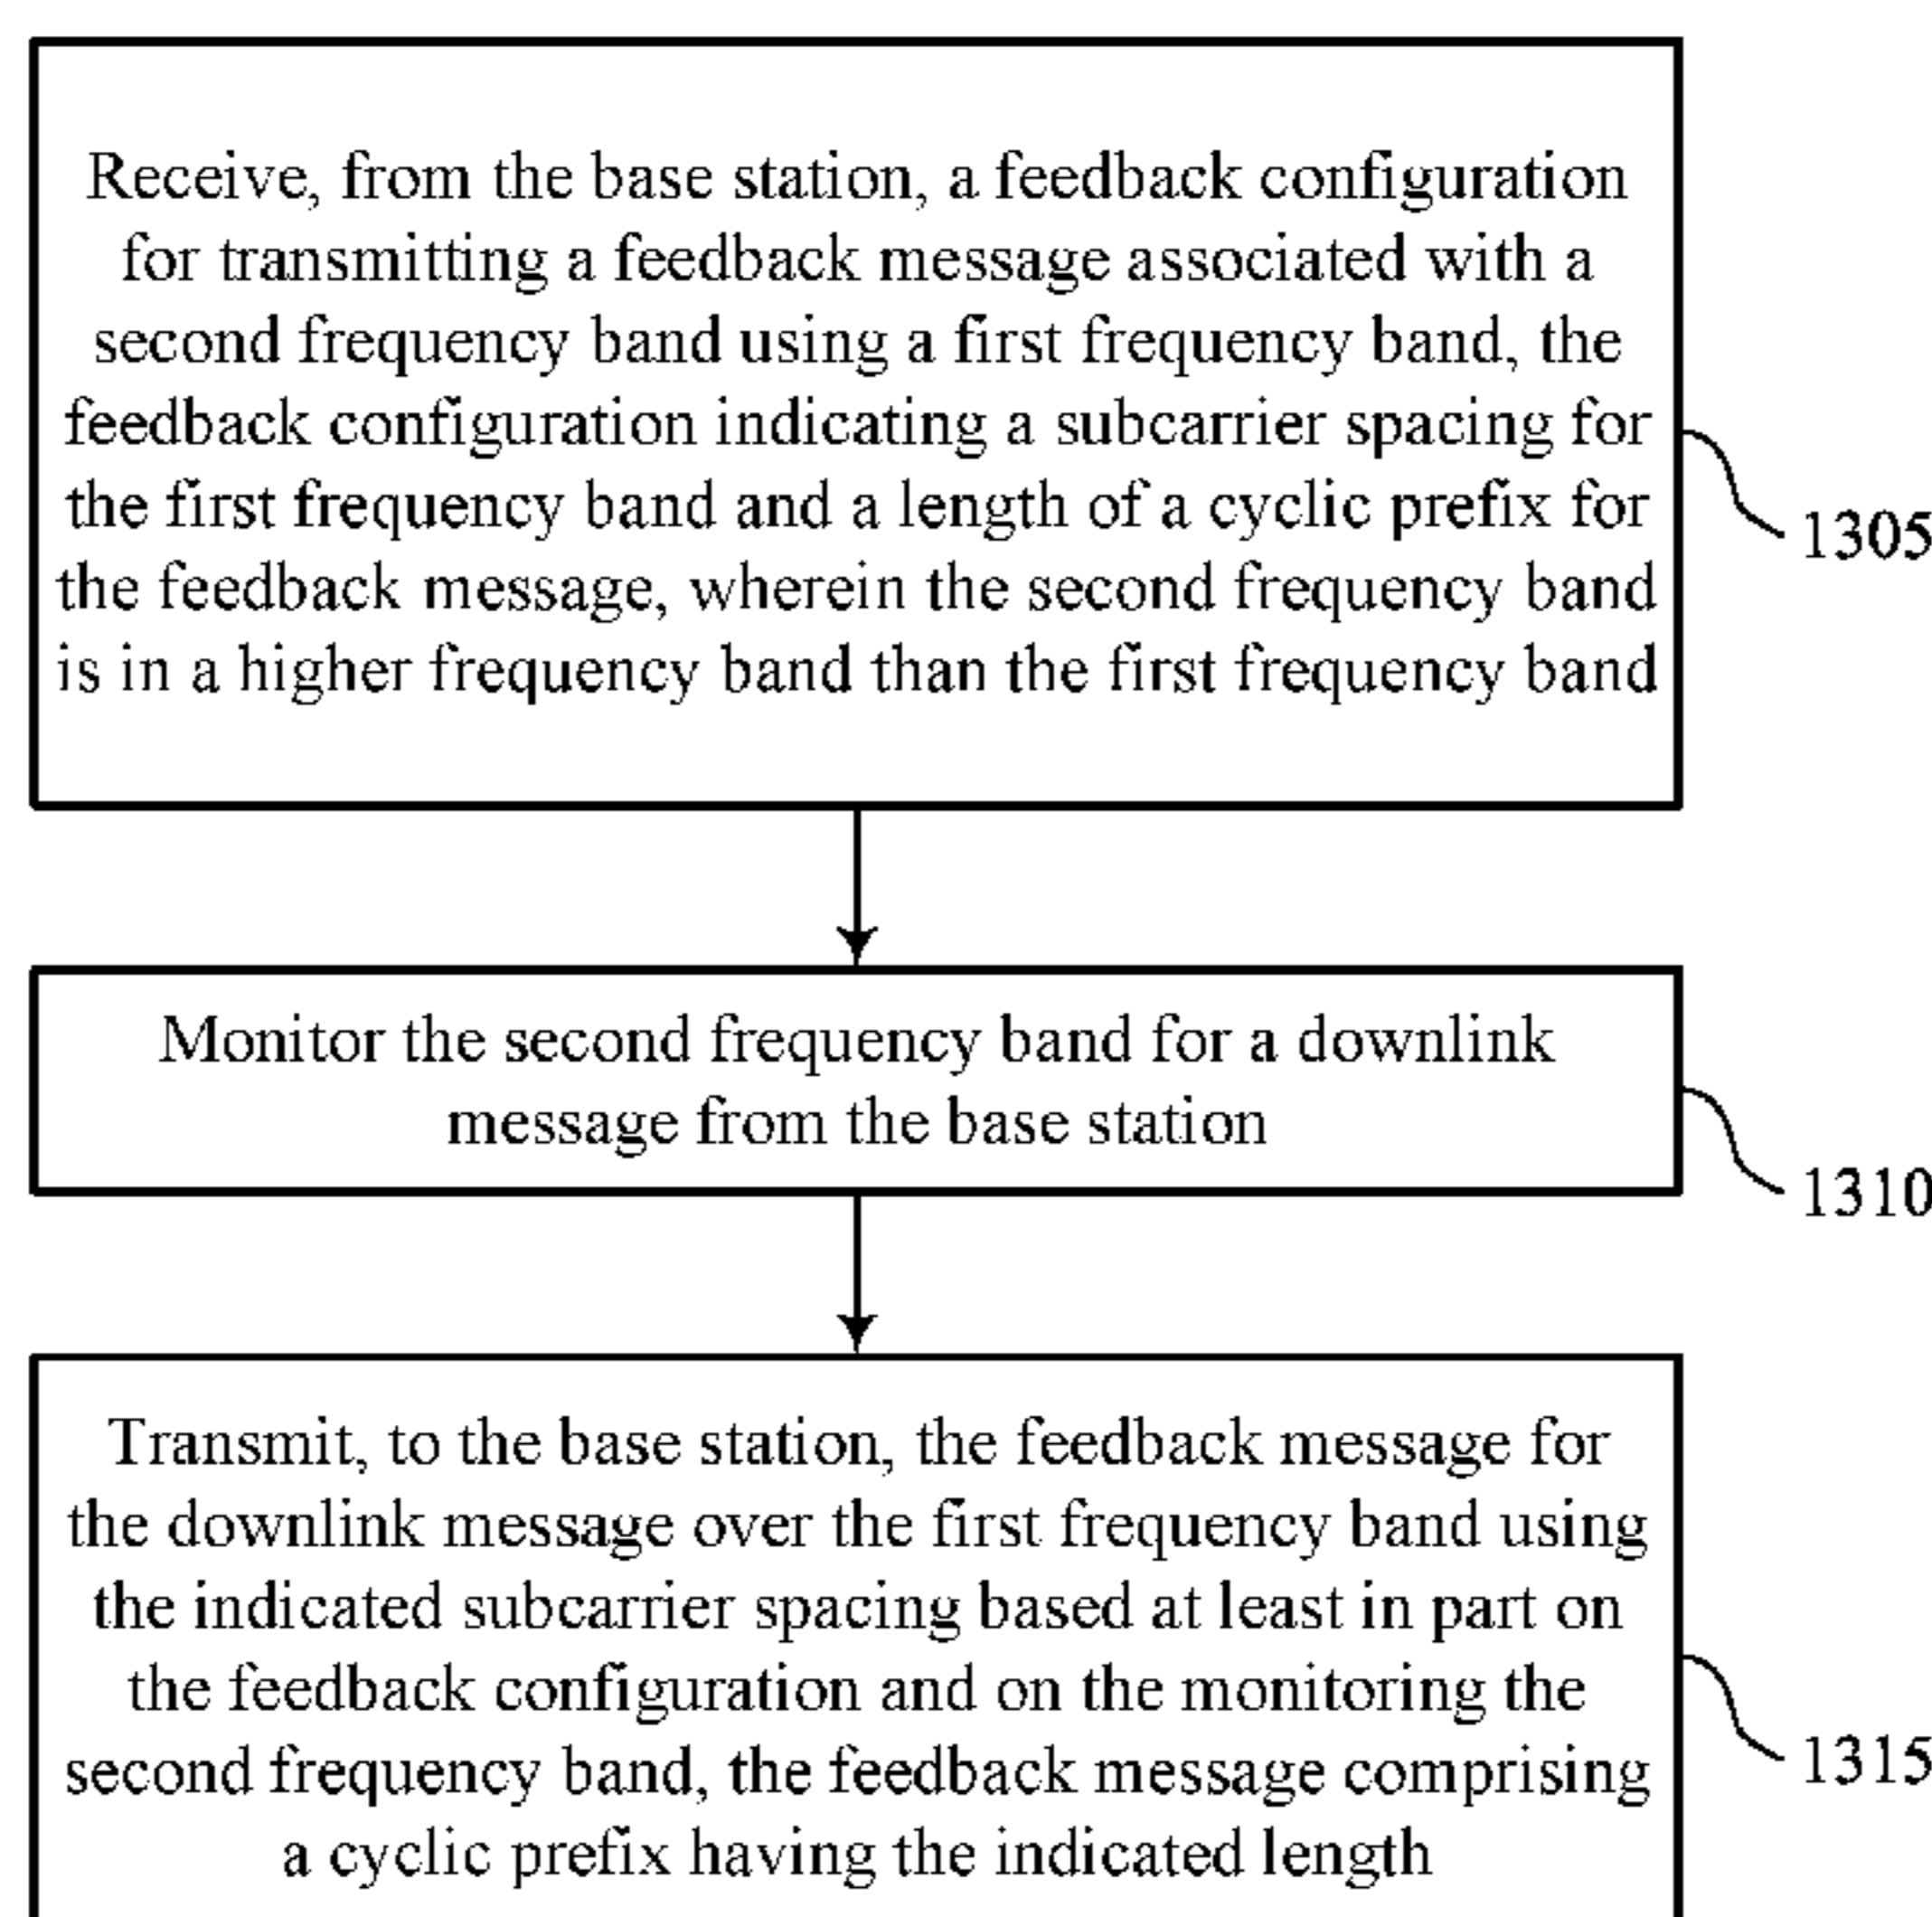 Receive, from the base station, a feedback configuration
for transmitting a feedback message associated with a
second frequency band using a first frequency band, the
feedback configuration indicating a subcarrier spacing for
the first frequency band and a length of a cyclic prefix for
the feedback message, wherein the second frequency band
is in a higher frequency band than the first frequency band
1305
Monitor the second frequency band for a downlink
message from the base station
1310
Transmit, to the base station, the feedback message for
the downlink message over the first frequency band using
the indicated subcarrier spacing based at least in part on
the feedback configuration and on the monitoring the
second frequency band, the feedback message comprising
a cyclic prefix having the indicated length
1315